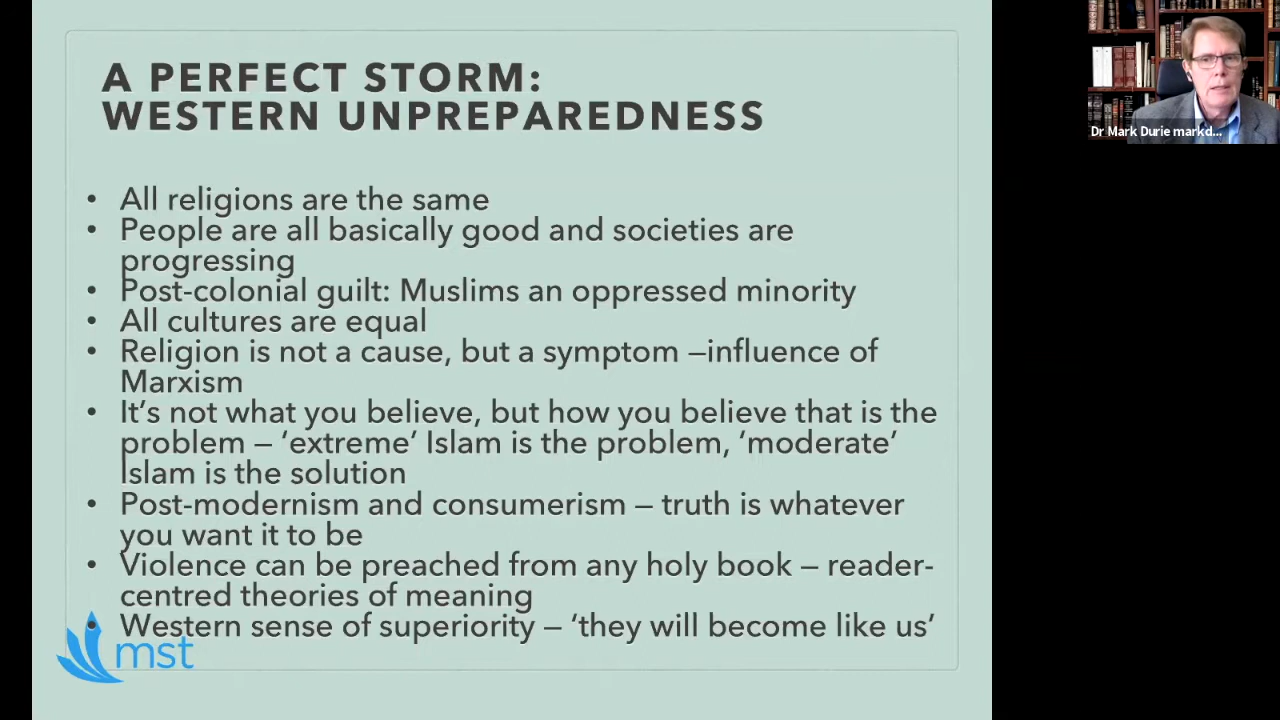 A PERFECT STORM:
WESTERN UNPREPAREDNESS
• All religions are the same
• People are all basically good and societies are
progressing
• Post-colonial guilt: Muslims an oppressed minority
• All cultures are equal
• Religion is not a cause, but a symptom –influence of
Marxism
• It’s not what you believe, but how you believe that is the
problem – ‘extreme’ Islam is the problem, ‘moderate’
Islam is the solution
• Post-modernism and consumerism – truth is whatever
you want it to be
• Violence can be preached from any holy book – reader-
centred theories of meaning
• Western sense of superiority – ‘they will become like us’
mst
Dr Mark Durie markd...